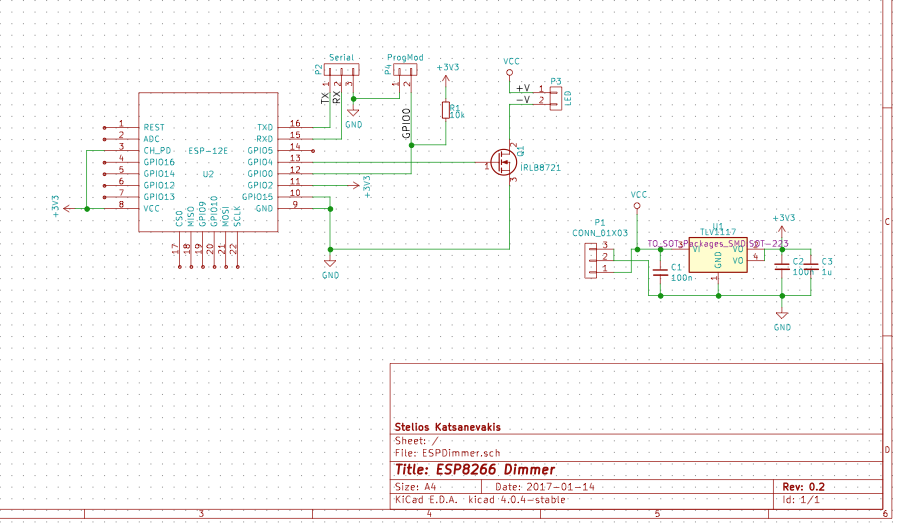 Serial
P2
TX
RX
1
2
3
GND
ProgMod
P4
1
2
GPIO0
+3V3
10k
VCC
+V
-V
1
2
P3
LED
1 REST
2 ADC
3 CH_PD
4 GPIO16
5 GPIO14
6 GPIO12
7 GPIO13
8 VCC
+3V3
ESP-12E
U2
TXD 16
RXD 15
GPIO5 14
GPIO4 13
GPIO0 12
GPIO2 11
GPIO15 10
GND 9
+3V3
CSO
MISO
GPIO9
GPIO10
MOSI
SCLK
17
18
19
20
21
22
GND
1
2
3
Q1
iRLB8721
P1
CONN_01X03
3
2
1
VCC
C1
100n
U1
TLV1117
TO_SOT_Packages_SMD:SOT-223
VI
GND
VO
VO
4
1
+3V3
C2
100n
C3
1u
GND
C
D
Stelios Katsanevakis
Sheet: /
File: ESPDimmer.sch
Title: ESP8266 Dimmer
Size: A4 Date: 2017-01-14 Rev: 0.2
KiCad E.D.A. kicad 4.0.4-stable Id: 1/1
3 4 5 6